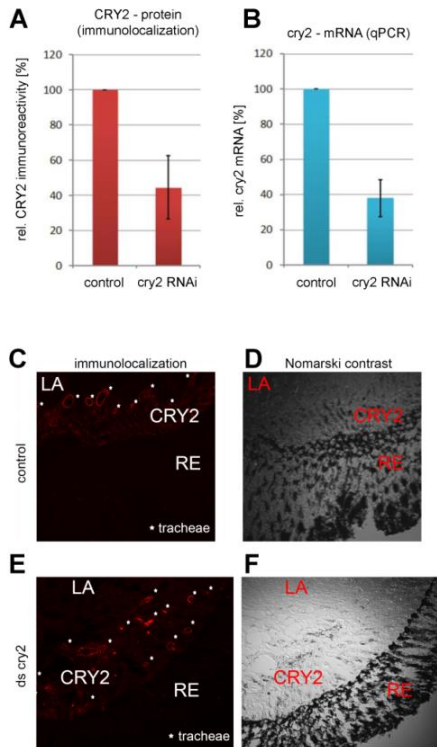 A
CRY2 - protein
(immunolocalization)
rel. CRY2 immunoreactivity [%]
120
100
80
60
40
20
0
control
cry2 RNAi
B
cry2 - mRNA (qPCR)
rel. cry2 mRNA [%]
120
100
80
60
40
20
0
control
cry2 RNAi
C
immunolocalization
control
LA
CRY2
RE
* tracheae
D
Nomarski contrast
LA
CRY2
RE
E
ds cry2
LA
CRY2
RE
* tracheae
F
LA
CRY2
RE